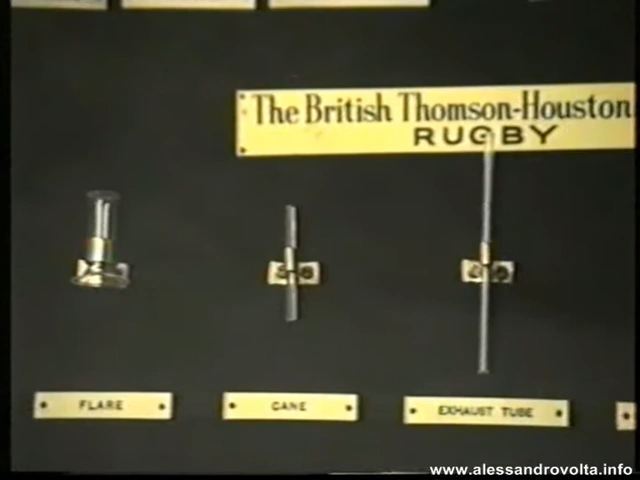 The British Thomson-Houston
RUGBY
FLARE
CANE
EXHAUST TUBE
www.alessandrovolta.info